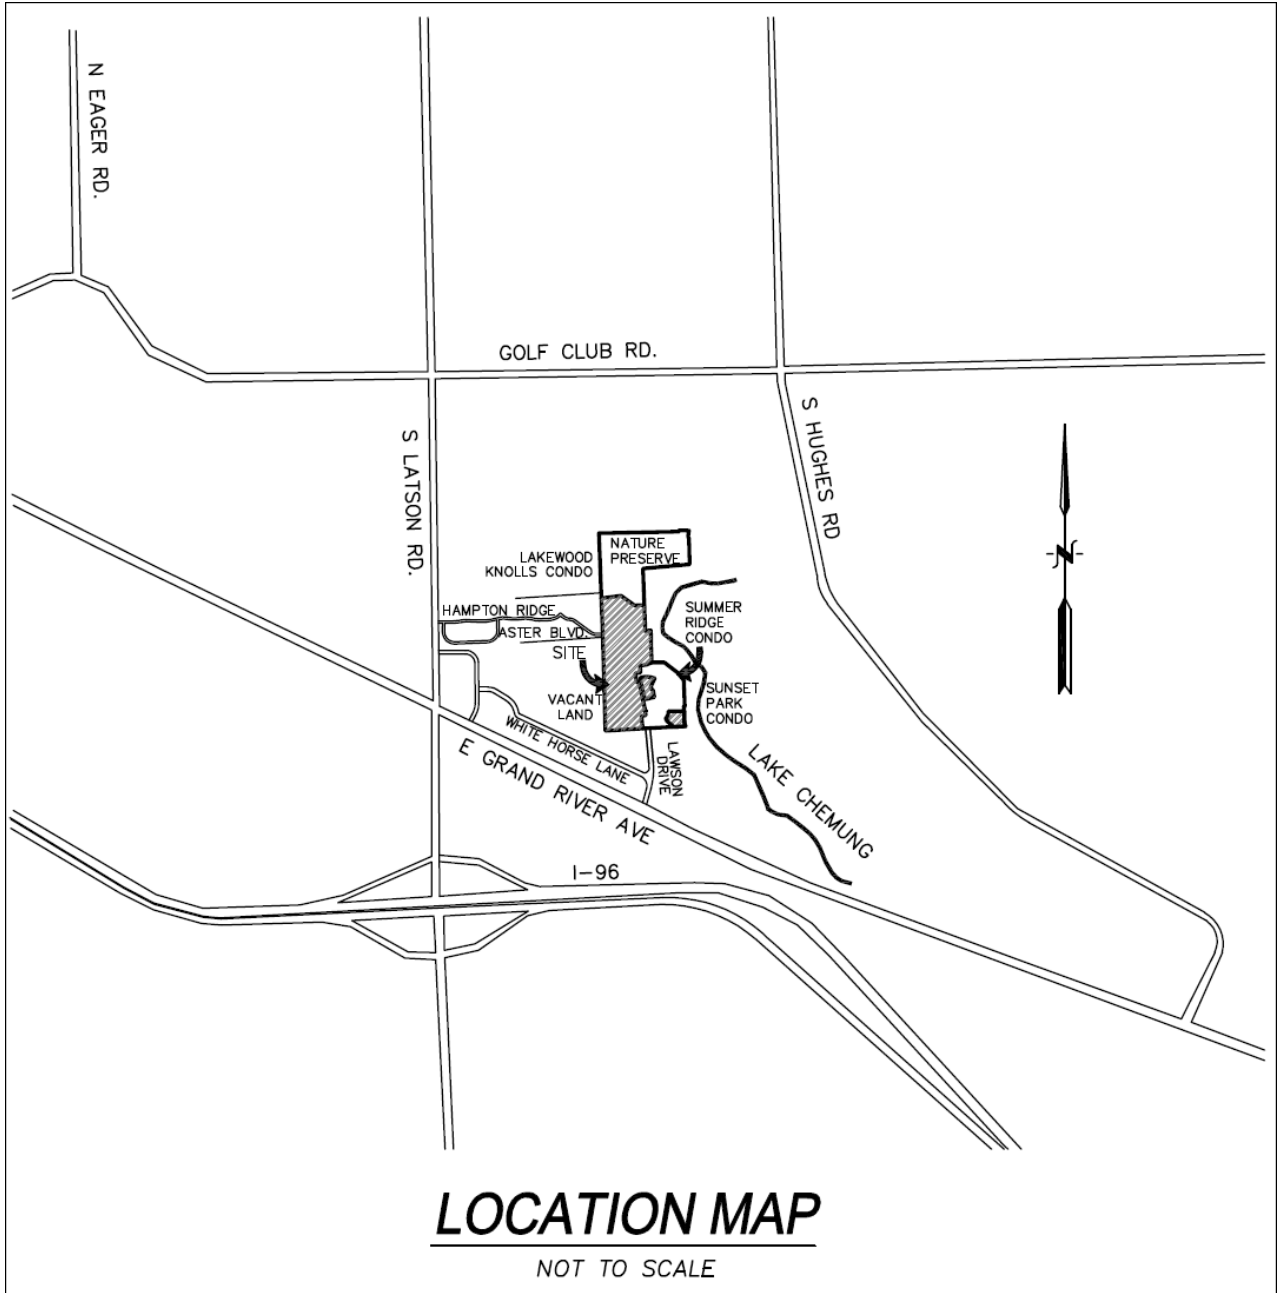 N EAGER RD.
GOLF CLUB RD.
S LATSON RD.
S HUGHES RD
N
NATURE
PRESERVE
LAKEWOOD
KNOLLS CONDO
HAMPTON RIDGE
ASTER BLVD.
SITE
SUMMER
RIDGE
CONDO
VACANT
LAND
SUNSET
PARK
CONDO
WHITE HORSE LANE
LAWSON
DRIVE
LAKE CHEMUNG
E GRAND RIVER AVE
I-96
LOCATION MAP
NOT TO SCALE